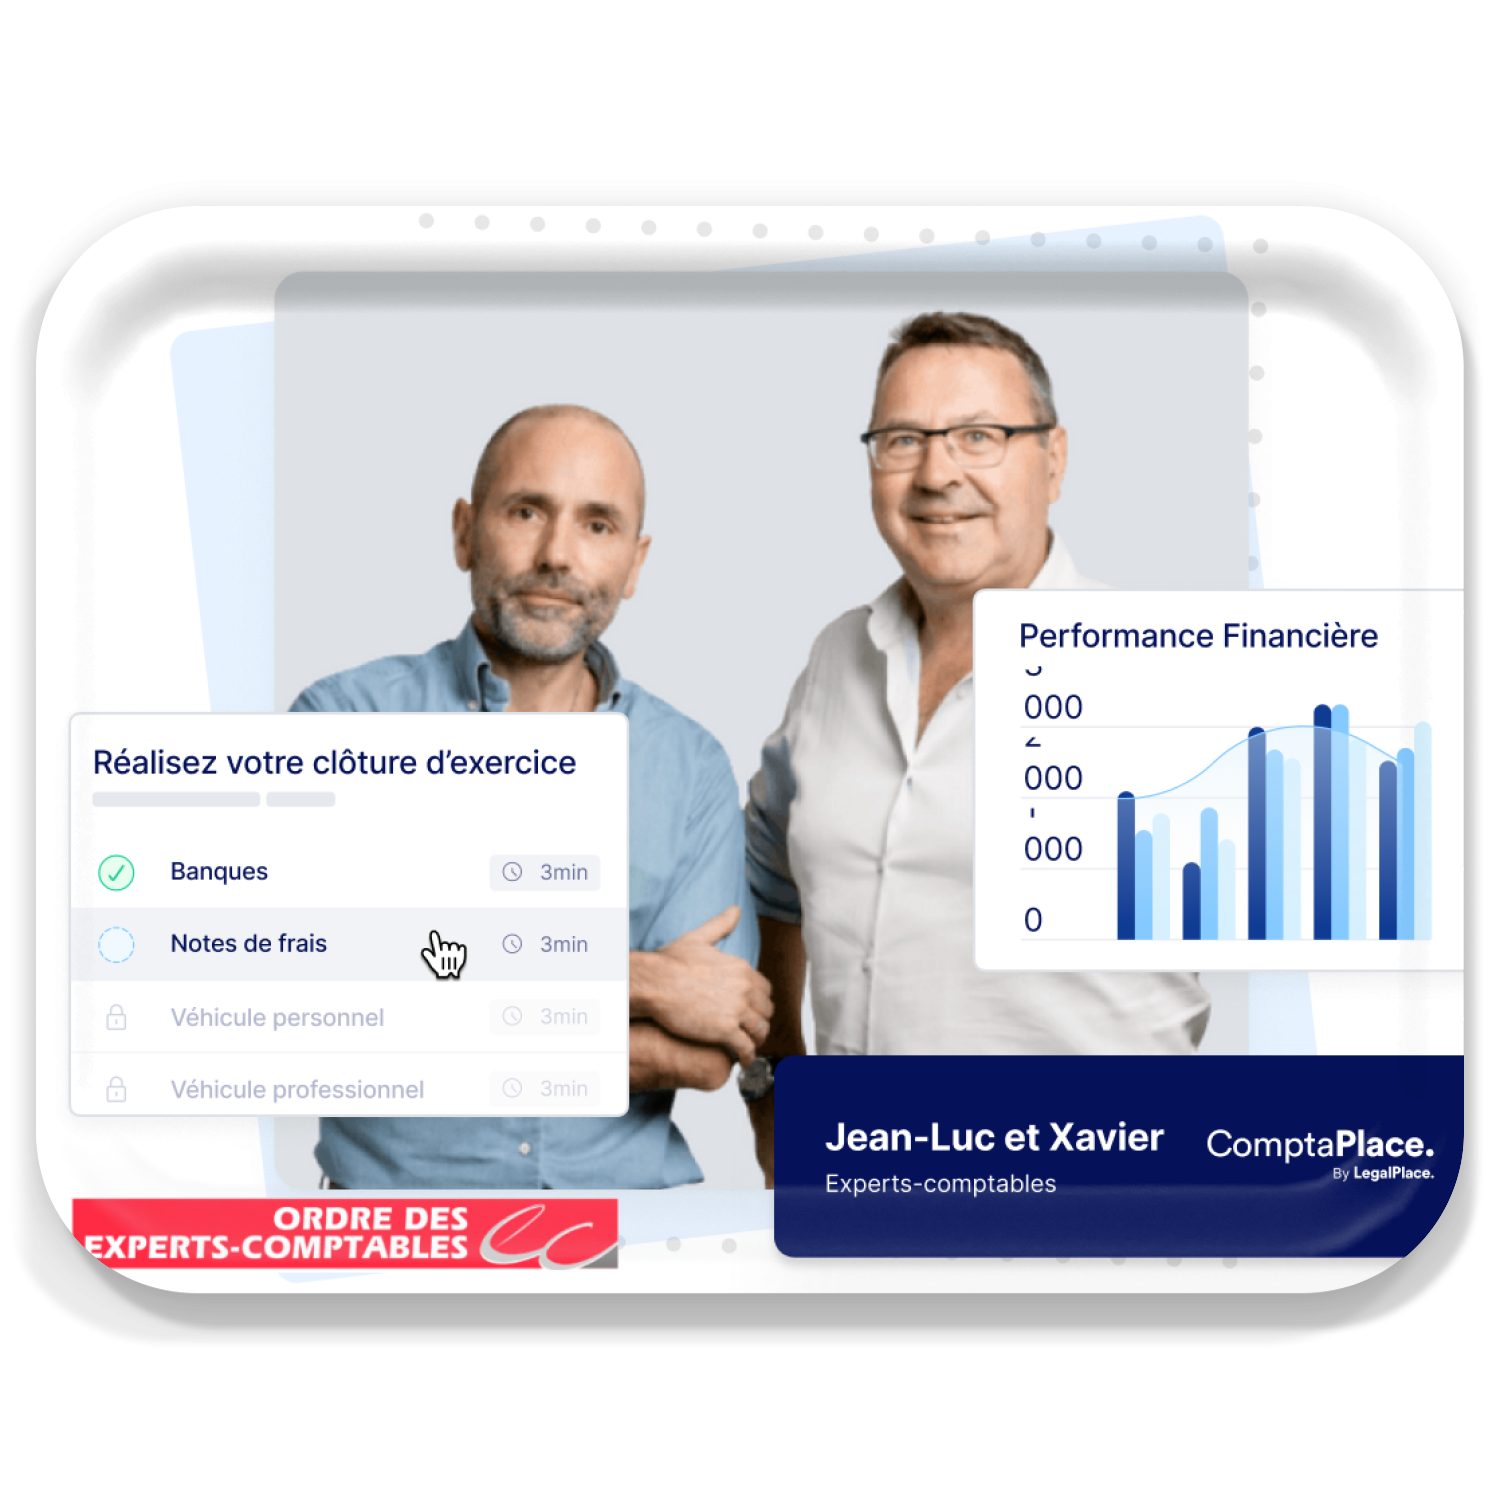 Performance Financière
000
000
000
0
Réalisez votre clôture d’exercice
Banques
3min
Notes de frais
3min
Véhicule personnel
3min
Véhicule professionnel
3min
Jean-Luc et Xavier
Experts-comptables
ComptaPlace.
By LegalPlace.
ORDRE DES
EXPERTS-COMPTABLES